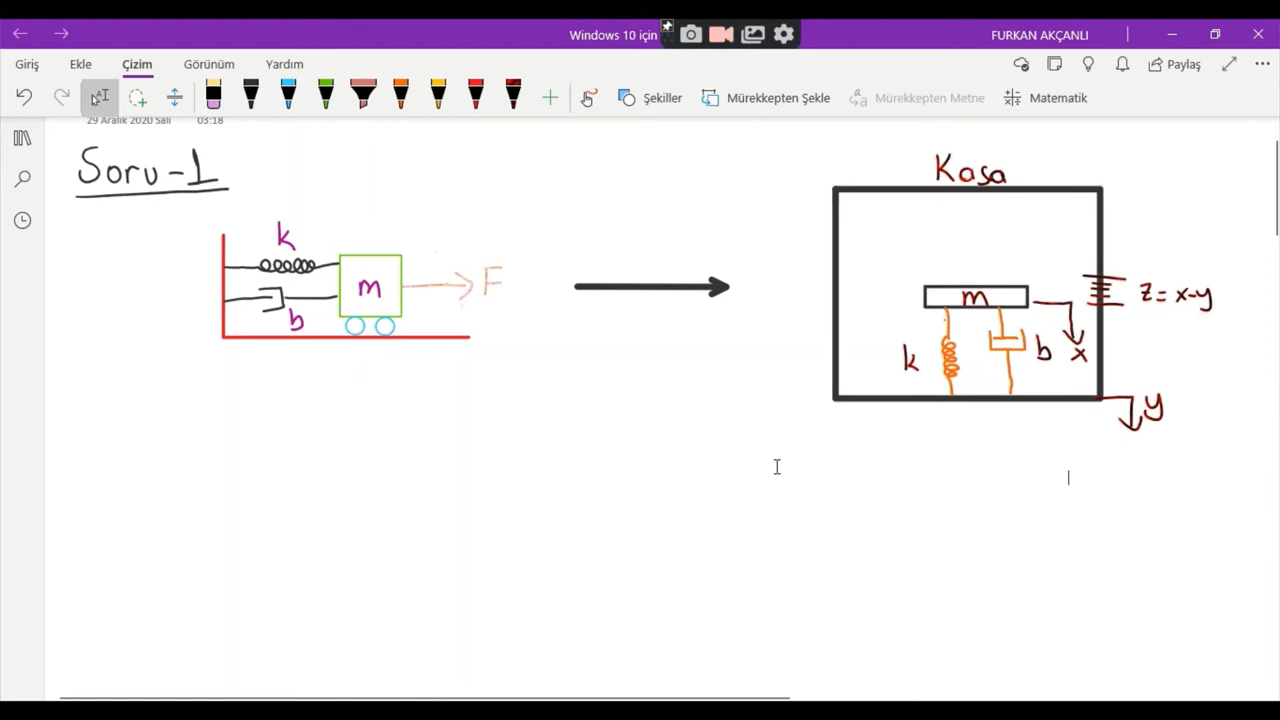 Windows 10 için
FURKAN AKÇANLI
Giriş
Ekle
Çizim
Görünüm
Yardım
Paylaş
Şekiller
Mürekkepten Şekle
Mürekkepten Metne
Matematik
29 Aralık 2020 Salı
03:18
Soru-1
k
m
F
b
Kasa
m
z=x-y
k
b
x
y